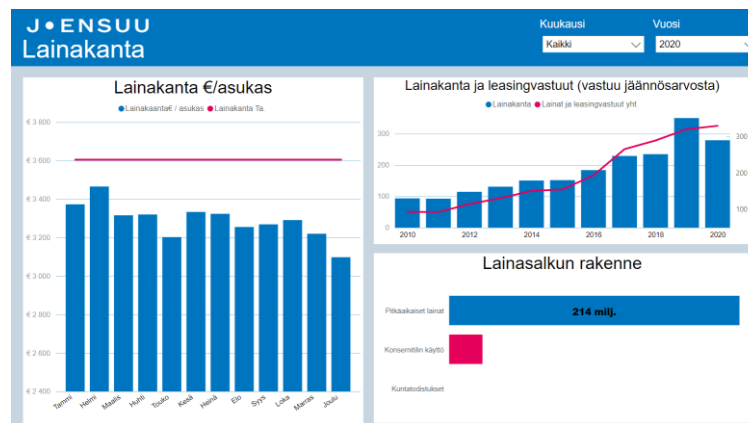 J•ENSUU
Lainakanta
Kuukausi
Kaikki
Vuosi
2020
Lainakanta €/asukas
Lainakaanta€ / asukas Lainakanta Ta
€ 3 800
€ 3 600
€ 3 400
€ 3 200
€ 3 000
€ 2 800
€ 2 600
€ 2 400
Tammi Helmi Maalis Huhti Touko Kesä Heinä Elo Syys Loka Marras Joulu
Lainakanta ja leasingvastuut (vastuu jäännösarvosta)
Lainakanta Lainat ja leasingvastuut yht
300
200
100
0
300
200
100
2010 2012 2014 2016 2018 2020
Lainasalkun rakenne
Pitkäaikaiset lainat
214 milj.
Konsernitilin käyttö
Kuntatodistukset